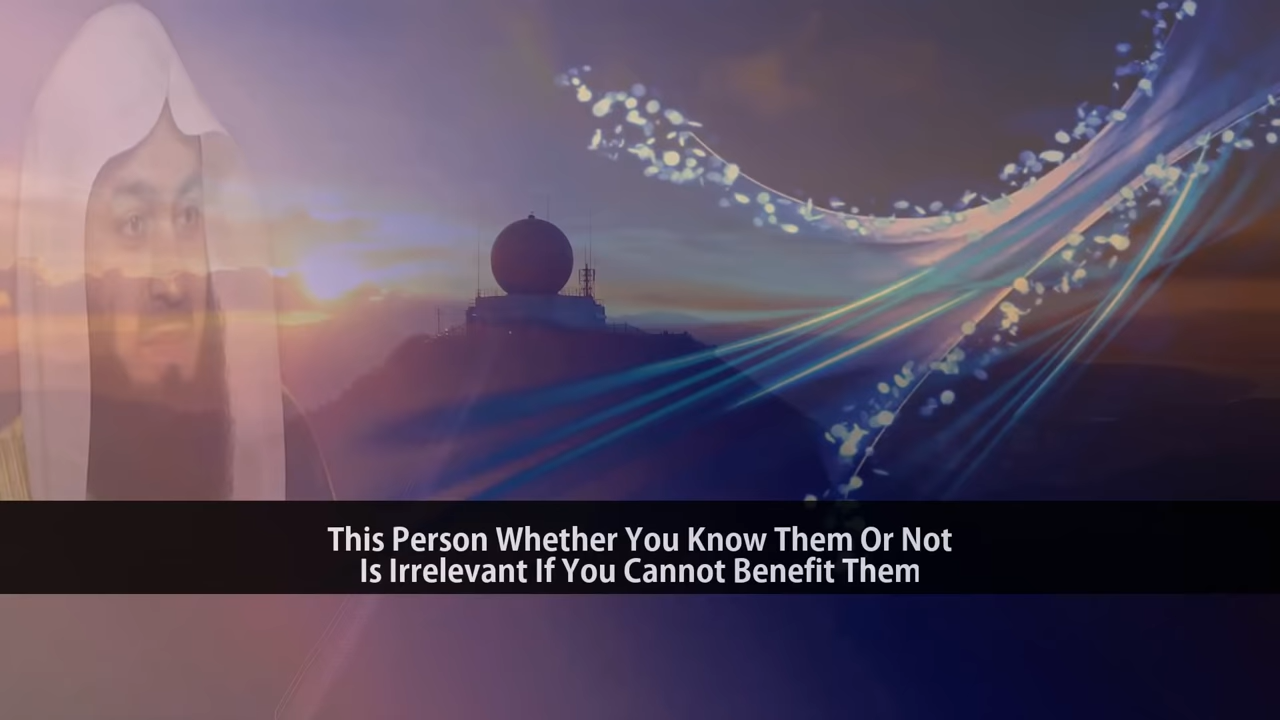 This Person Whether You Know Them Or Not
Is Irrelevant If You Cannot Benefit Them